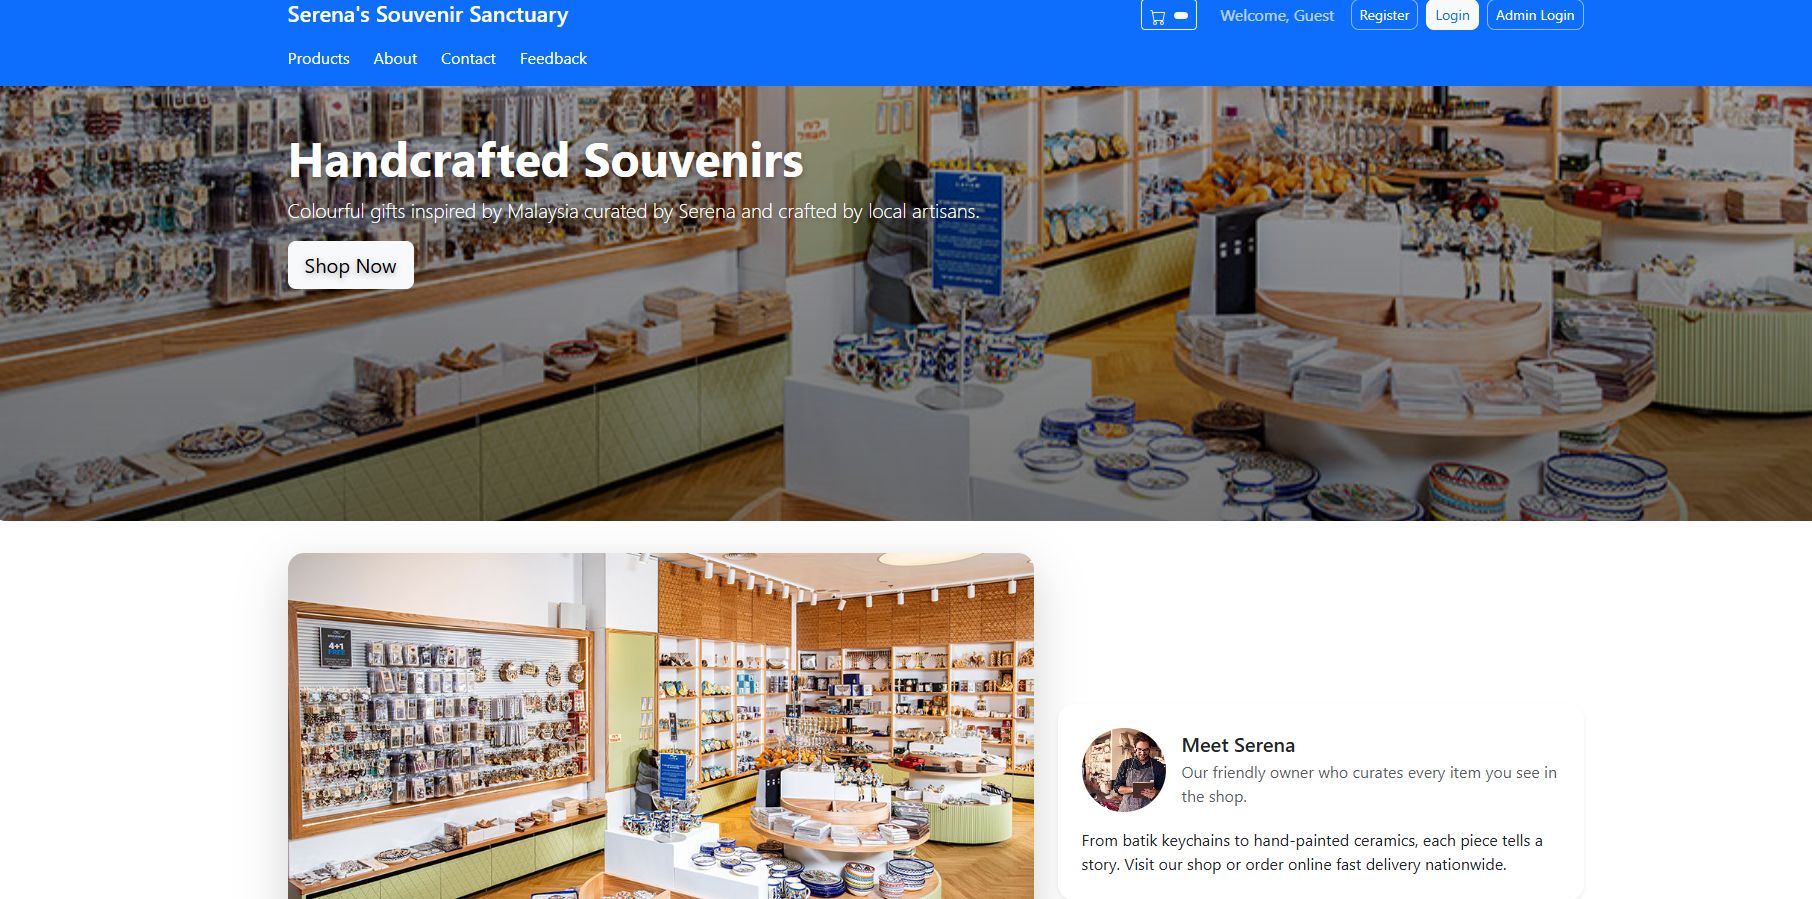 Serena's Souvenir Sanctuary
Welcome, Guest
Register
Login
Admin Login
Products
About
Contact
Feedback
Handcrafted Souvenirs
Colourful gifts inspired by Malaysia curated by Serena and crafted by local artisans.
Shop Now
4+1
FREE
Meet Serena
Our friendly owner who curates every item you see in
the shop.
From batik keychains to hand-painted ceramics, each piece tells a
story. Visit our shop or order online fast delivery nationwide.